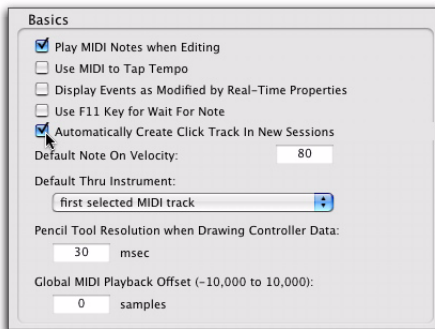 Basics
Play MIDI Notes when Editing
Use MIDI to Tap Tempo
Display Events as Modified by Real-Time Properties
Use F11 Key for Wait For Note
Automatically Create Click Track In New Sessions
Default Note On Velocity: 80
Default Thru Instrument:
first selected MIDI track
Pencil Tool Resolution when Drawing Controller Data:
30 msec
Global MIDI Playback Offset (-10,000 to 10,000):
0 samples